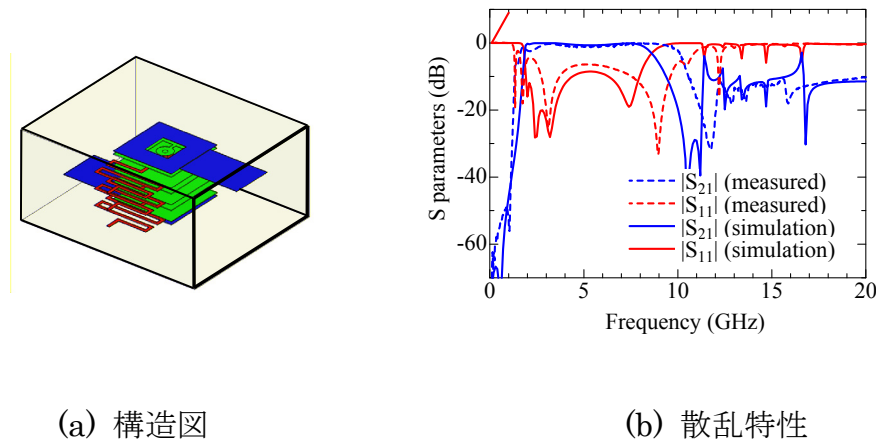 S parameters (dB)
0
-20
-40
-60
|S21| (measured)
|S11| (measured)
|S21| (simulation)
|S11| (simulation)
0 5 10 15 20
Frequency (GHz)
(a) 構造図
(b) 散乱特性